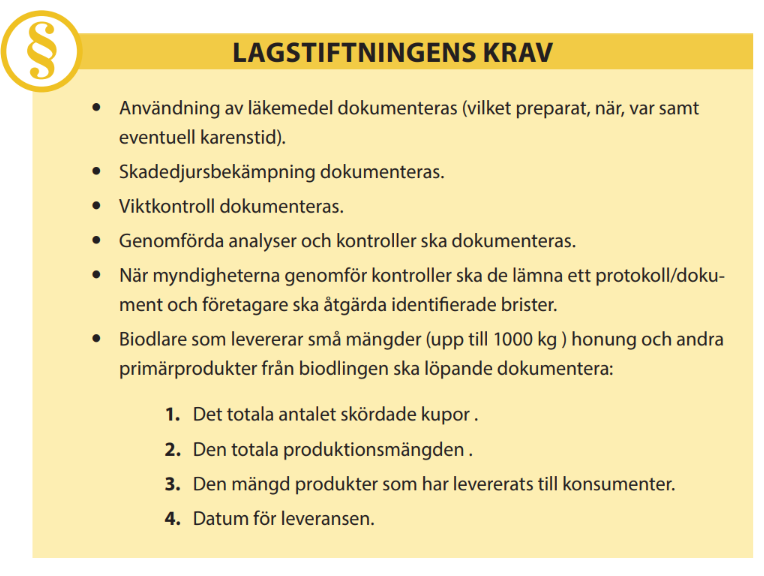 §
LAGSTIFTNINGENS KRAV
• Användning av läkemedel dokumenteras (vilket preparat, när, var samt
eventuell karenstid).
• Skadedjursbekämpning dokumenteras.
• Viktkontroll dokumenteras.
• Genomförda analyser och kontroller ska dokumenteras.
• När myndigheterna genomför kontroller ska de lämna ett protokoll/doku-
ment och företagare ska åtgärda identifierade brister.
• Biodlare som levererar små mängder (upp till 1000 kg ) honung och andra
primärprodukter från biodlingen ska löpande dokumentera:
1. Det totala antalet skördade kupor .
2. Den totala produktionsmängden .
3. Den mängd produkter som har levererats till konsumenter.
4. Datum för leveransen.